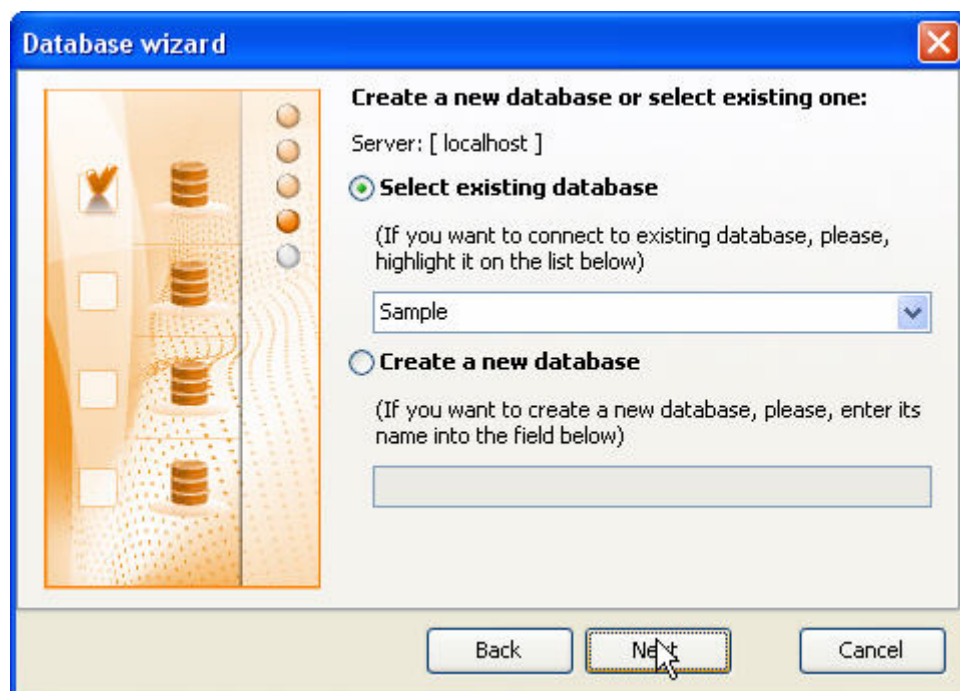 Database wizard
Create a new database or select existing one:
Server: [ localhost ]
Select existing database
(If you want to connect to existing database, please,
highlight it on the list below)
Sample
Create a new database
(If you want to create a new database, please, enter its
name into the field below)
Back
Next
Cancel